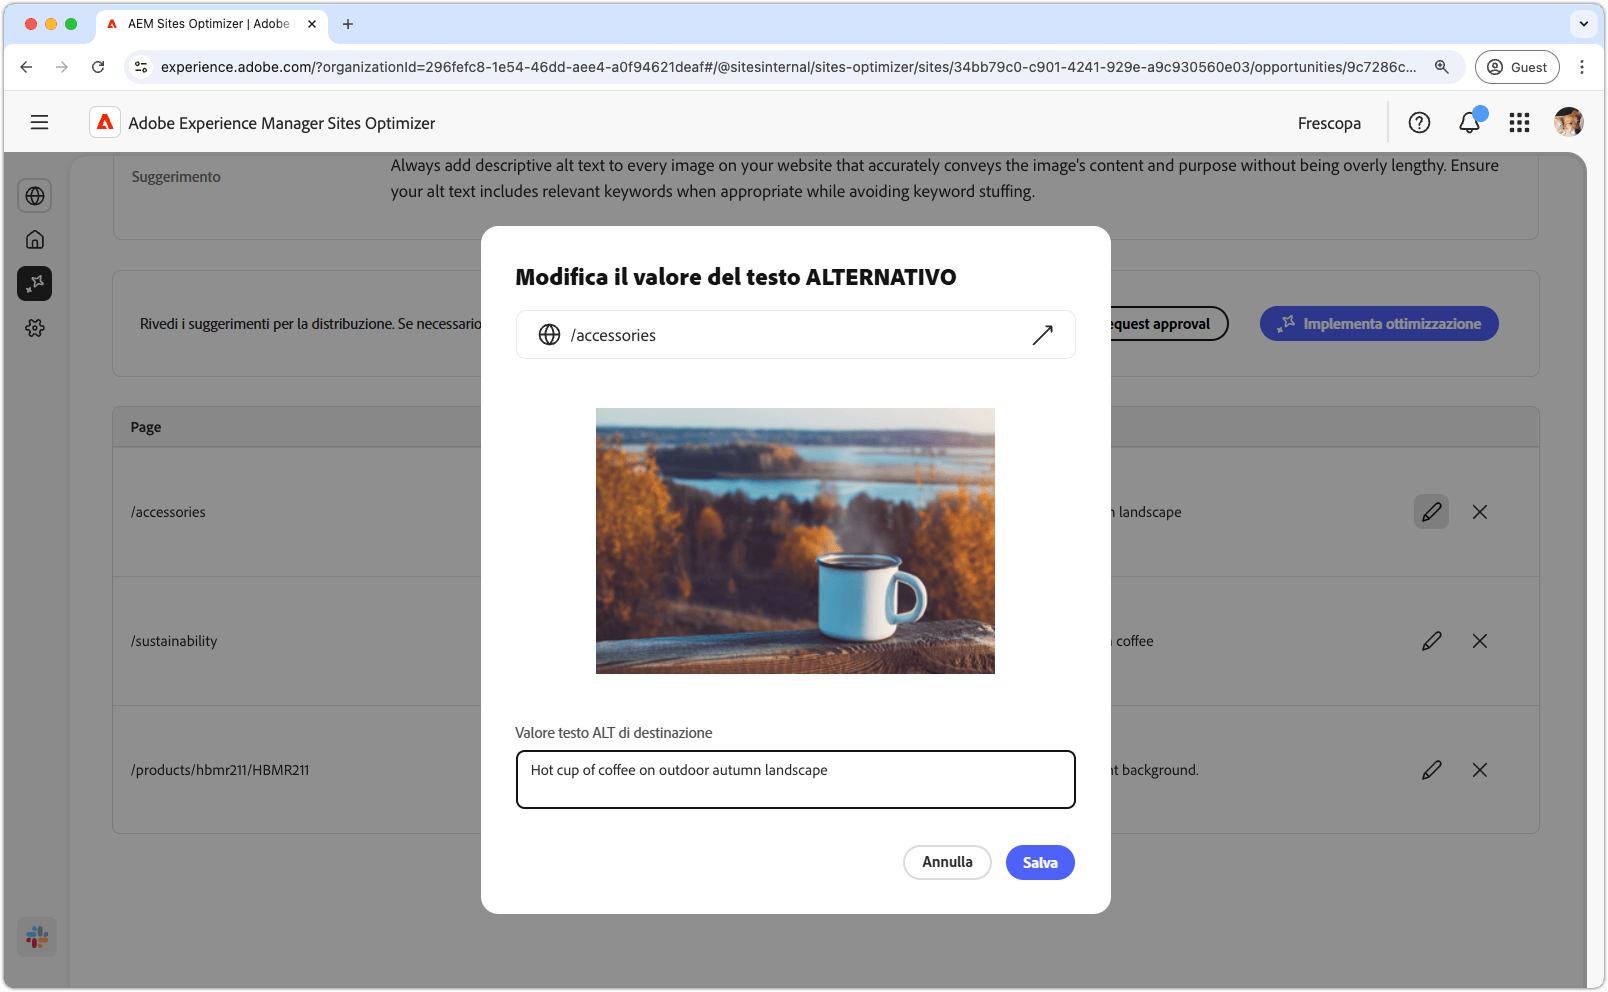 AEM Sites Optimizer | Adobe
experience.adobe.com/?organizationId=296fefc8-1e54-46dd-aee4-a0f94621deaf#/@sitesinternal/sites-optimizer/sites/34bb79c0-c901-4241-929e-a9c930560e03/opportunities/9c7286c...
Guest
Adobe Experience Manager Sites Optimizer
Frescopa
Suggerimento
Always add descriptive alt text to every image on your website that accurately conveys the image's content and purpose without being overly lengthy. Ensure
your alt text includes relevant keywords when appropriate while avoiding keyword stuffing.
Modifica il valore del testo ALTERNATIVO
/accessories
Rivedi i suggerimenti per la distribuzione. Se necessario
equest approval
Implementa ottimizzazione
Page
/accessories
landscape
/sustainability
coffee
/products/hbmr211/HBMR211
background.
Valore testo ALT di destinazione
Hot cup of coffee on outdoor autumn landscape
Annulla
Salva